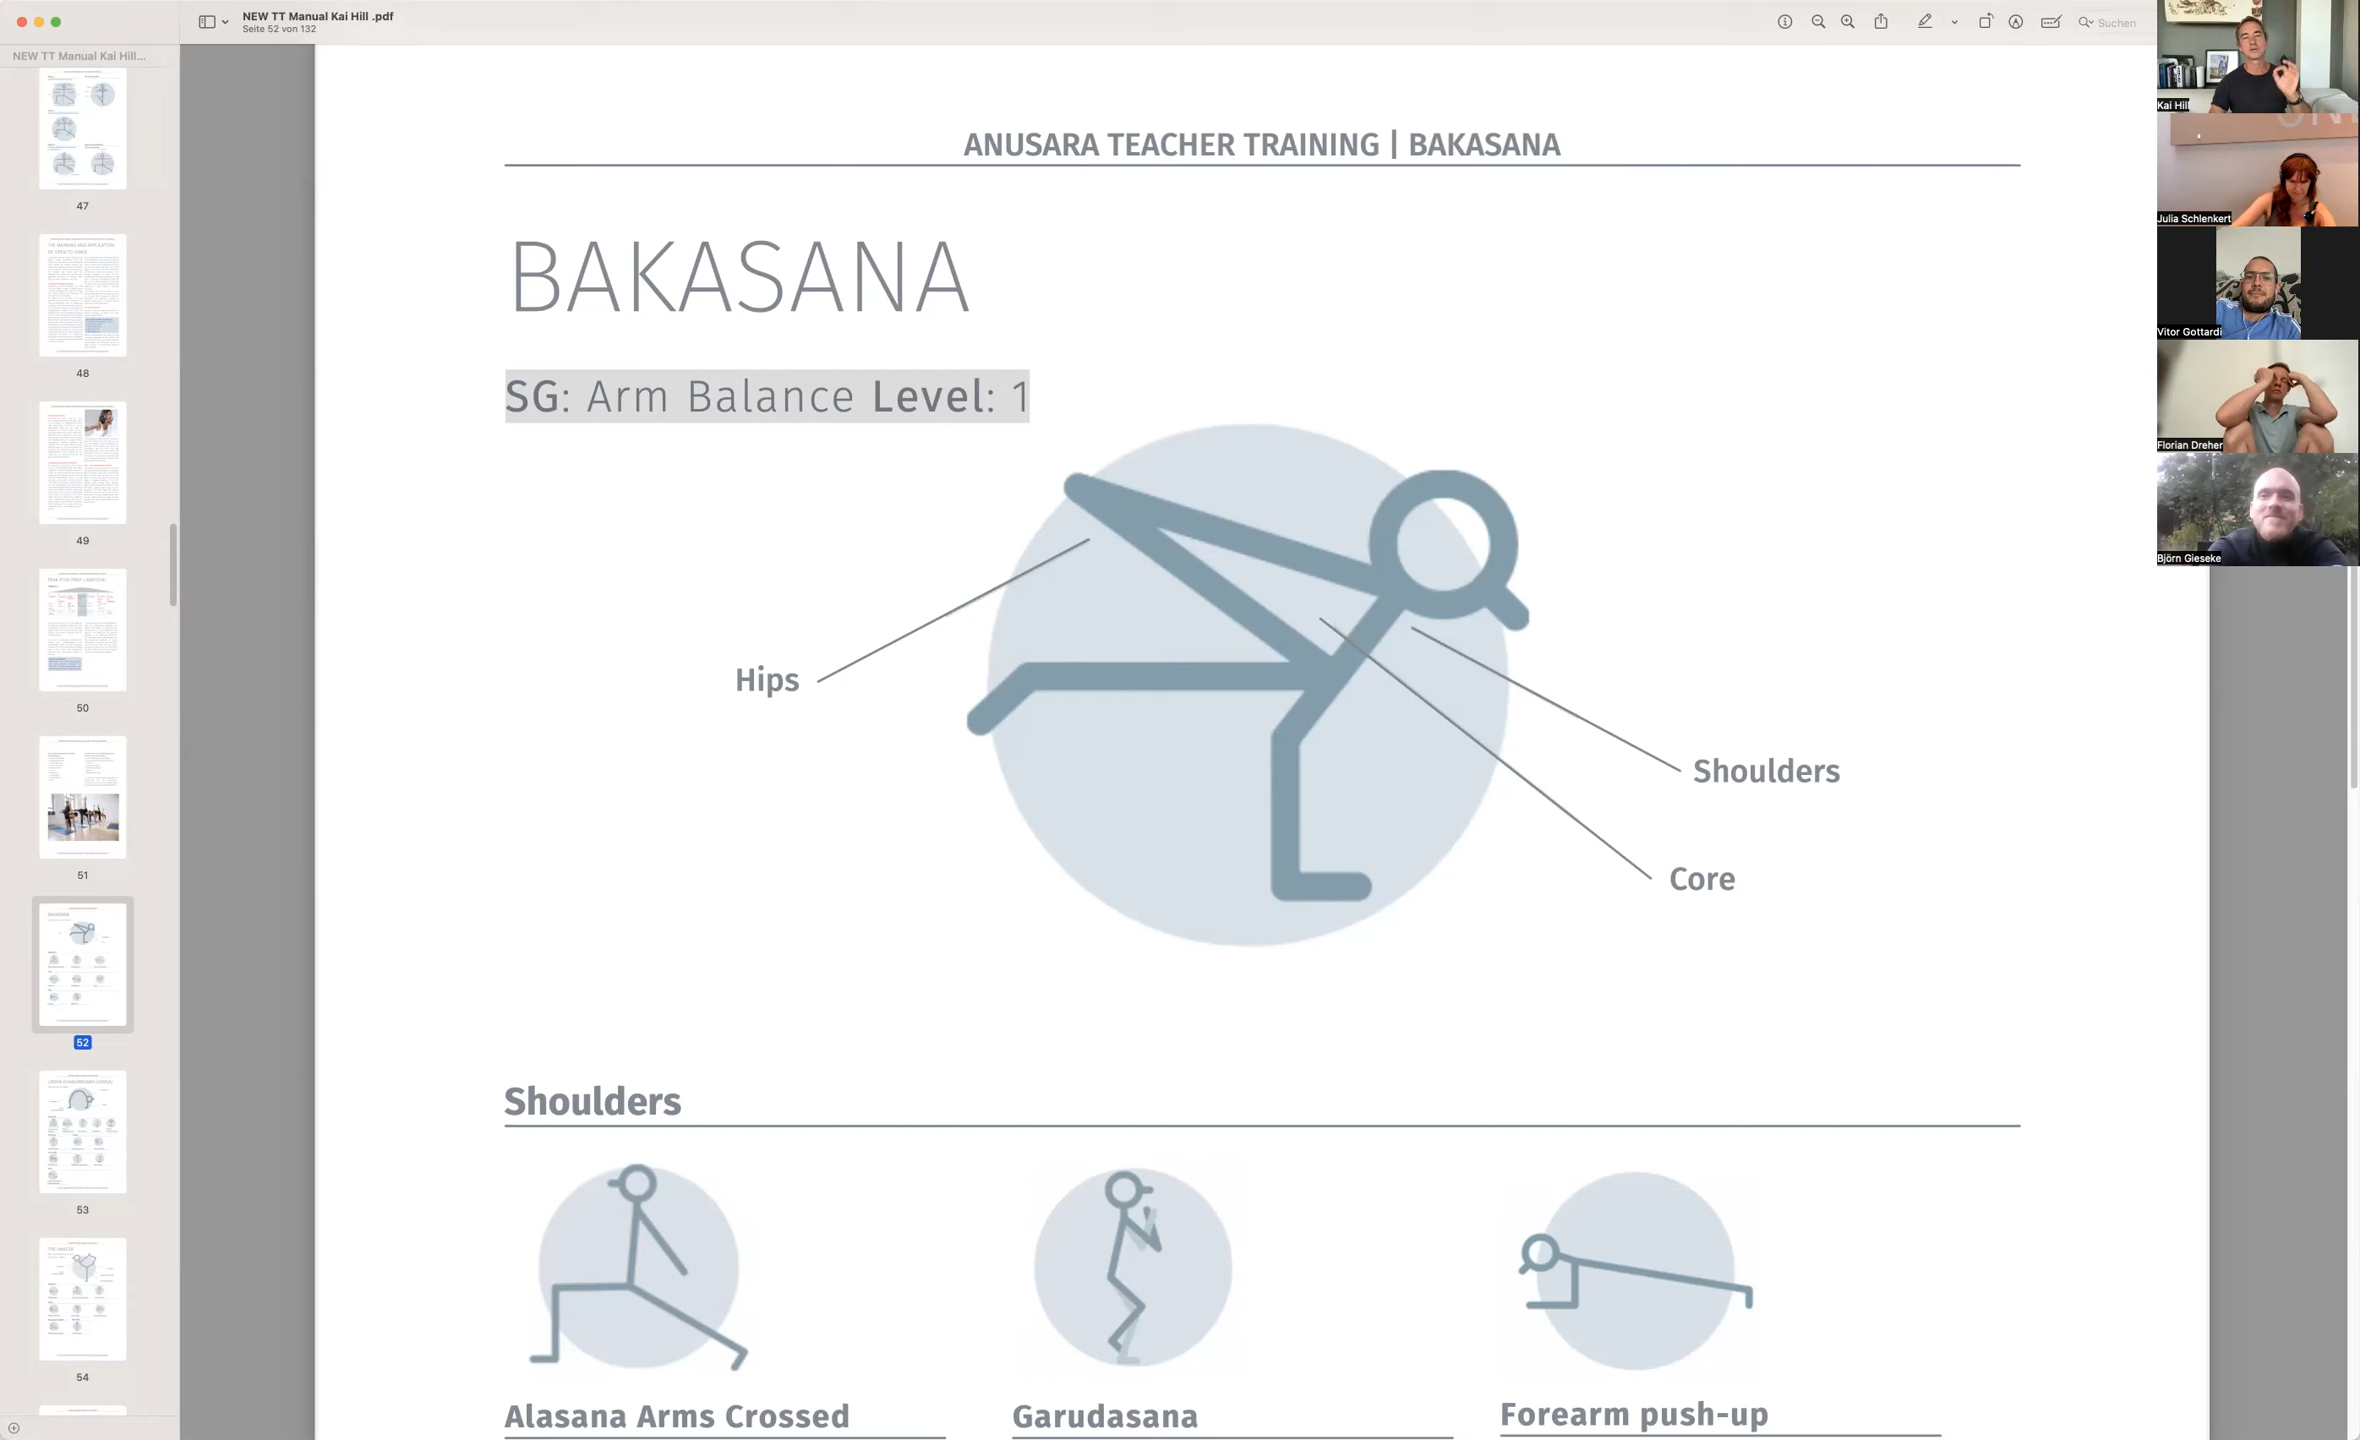 NEW TT Manual Kai Hill .pdf
Seite 52 von 132
Suchen
NEW TT Manual Kai Hill...
47
48
49
50
51
52
53
54
ANUSARA TEACHER TRAINING | BAKASANA
BAKASANA
SG: Arm Balance Level: 1
Hips
Shoulders
Core
Shoulders
Alasana Arms Crossed
Garudasana
Forearm push-up
Kai Hill
Julia Schlenkert
Vitor Gottardi
Florian Dreher
Björn Gieseke